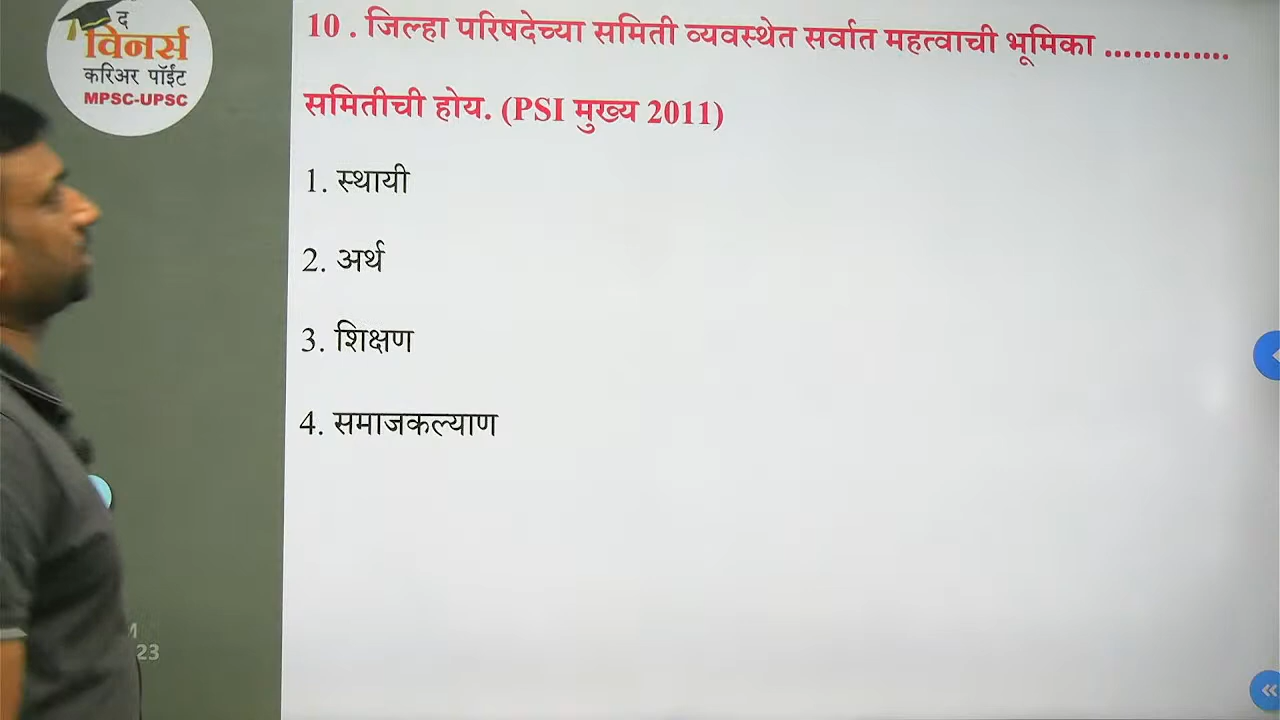 द
विनर्स
करिअर पॉईंट
MPSC-UPSC
10 . जिल्हा परिषदेच्या समिती व्यवस्थेत सर्वात महत्वाची भूमिका .............
समितीची होय. (PSI मुख्य 2011)
1. स्थायी
2. अर्थ
3. शिक्षण
4. समाजकल्याण
23